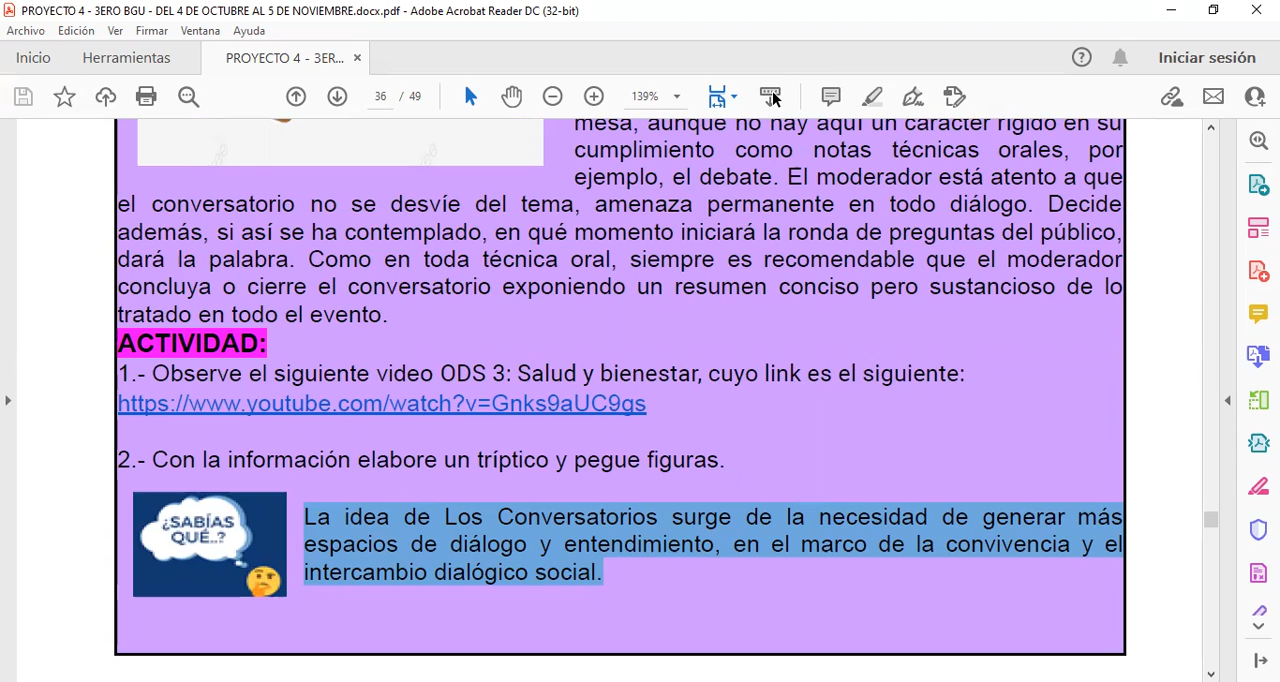 PROYECTO 4 - 3ERO BGU - DEL 4 DE OCTUBRE AL 5 DE NOVIEMBRE.docx.pdf - Adobe Acrobat Reader DC (32-bit)
Archivo Edición Ver Firmar Ventana Ayuda
Inicio Herramientas PROYECTO 4 - 3ER... × Iniciar sesión
36 / 49 139%
mesa, aunque no hay aquí un carácter rígido en su
cumplimiento como notas técnicas orales, por
ejemplo, el debate. El moderador está atento a que
el conversatorio no se desvíe del tema, amenaza permanente en todo diálogo. Decide
además, si así se ha contemplado, en qué momento iniciará la ronda de preguntas del público,
dará la palabra. Como en toda técnica oral, siempre es recomendable que el moderador
concluya o cierre el conversatorio exponiendo un resumen conciso pero sustancioso de lo
tratado en todo el evento.
ACTIVIDAD:
1.- Observe el siguiente video ODS 3: Salud y bienestar, cuyo link es el siguiente:
https://www.youtube.com/watch?v=Gnks9aUC9gs
2.- Con la información elabore un tríptico y pegue figuras.
¿SABÍAS
QUÉ..?
La idea de Los Conversatorios surge de la necesidad de generar más
espacios de diálogo y entendimiento, en el marco de la convivencia y el
intercambio dialógico social.